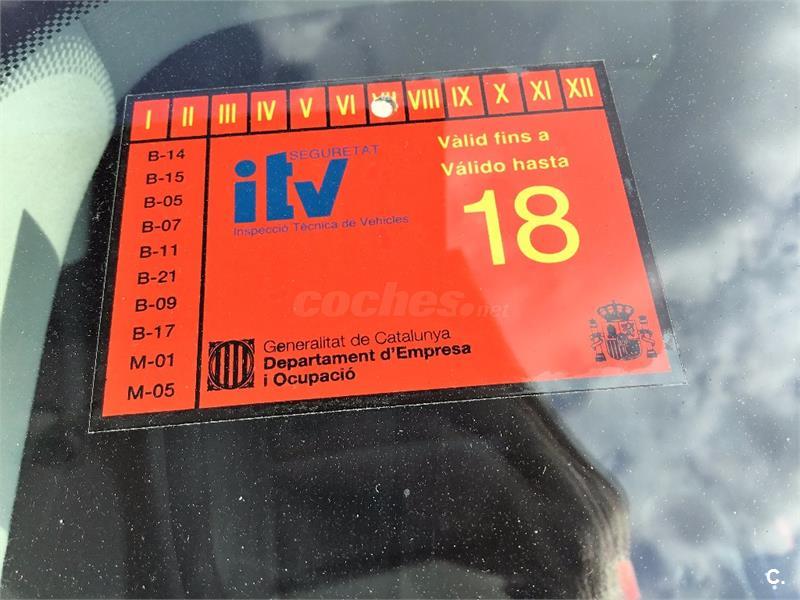 I II III IV V VI VII VIII IX X XI XII
B-14
B-15
B-05
B-07
B-11
B-21
B-09
B-17
M-01
M-05
SEGURETAT
itv
Inspecció Tècnica de Vehicles
Vàlid fins a
Válido hasta
18
coches.net
Generalitat de Catalunya
Departament d'Empresa
i Ocupació
ç.